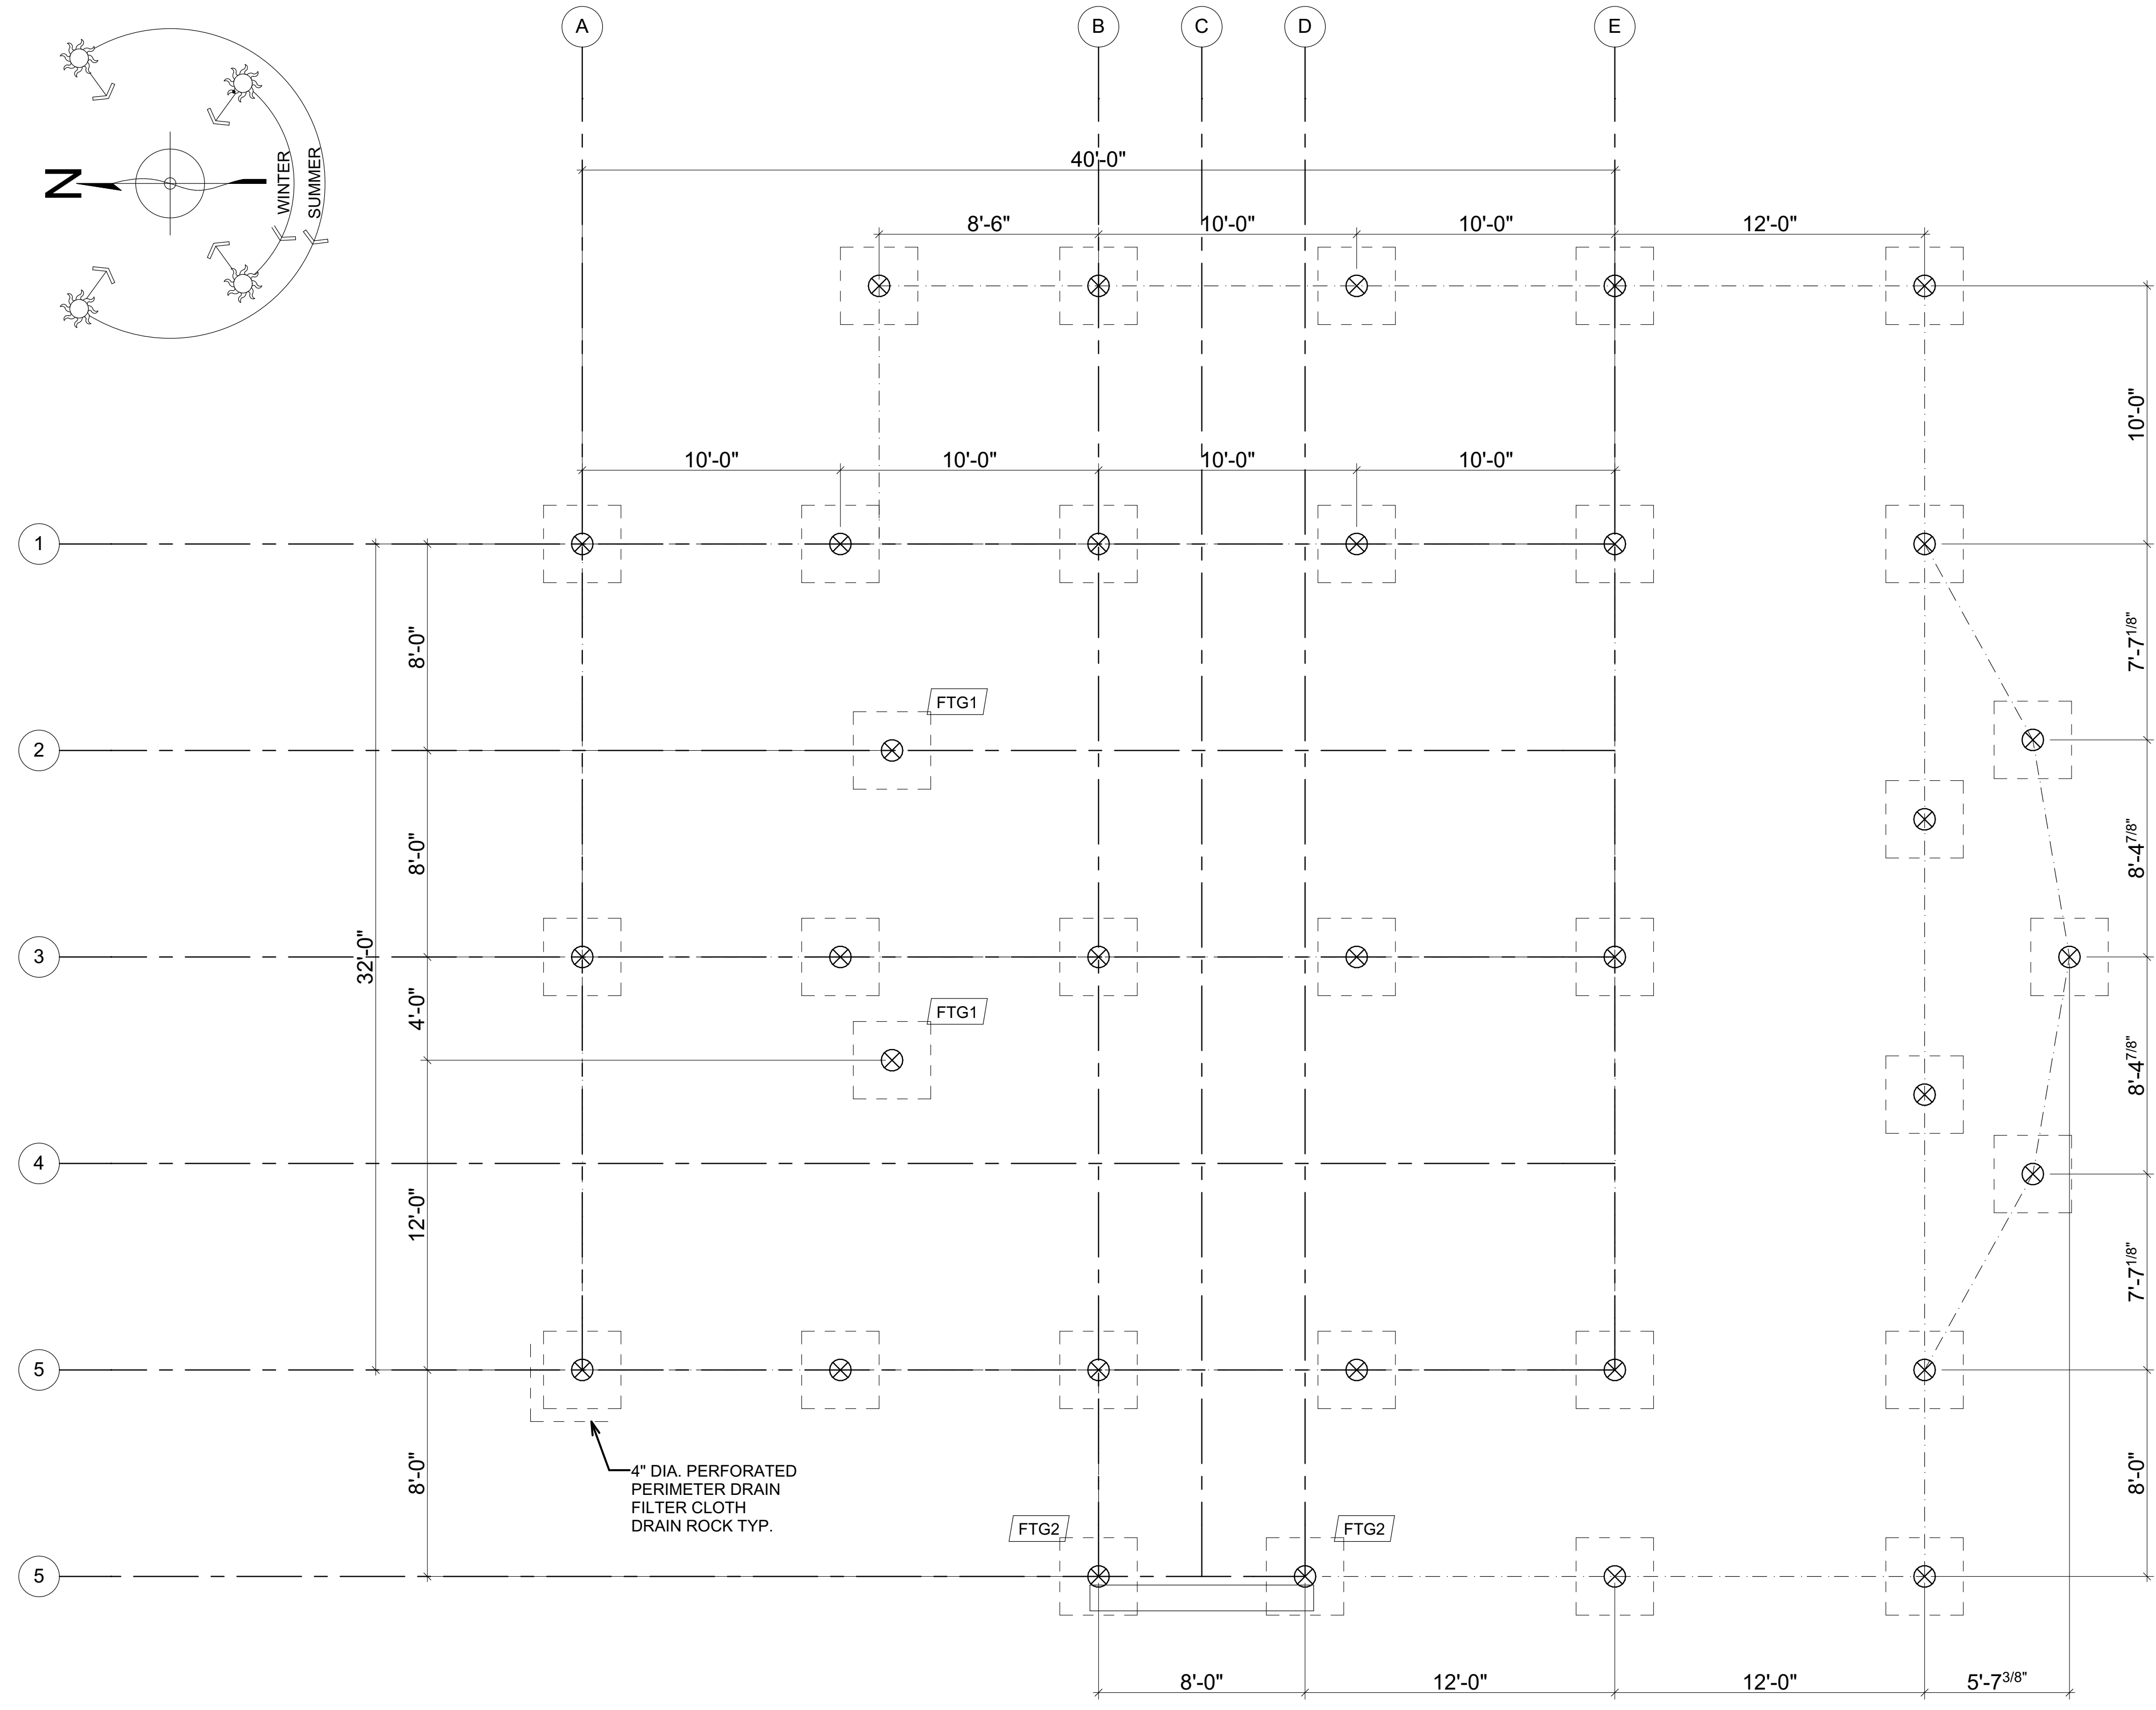 A
B
C
D
E
N
WINTER
SUMMER
40'-0"
8'-6"
10'-0"
10'-0"
12'-0"
10'-0"
10'-0"
10'-0"
10'-0"
10'-0"
1
8'-0"
7'-7 1/8"
FTG1
2
8'-0"
8'-4 7/8"
3
32'-0"
4'-0"
FTG1
8'-4 7/8"
4
12'-0"
7'-7 1/8"
5
4" DIA. PERFORATED
PERIMETER DRAIN
FILTER CLOTH
DRAIN ROCK TYP.
8'-0"
8'-0"
FTG2
FTG2
5
8'-0"
12'-0"
12'-0"
5'-7 3/8"